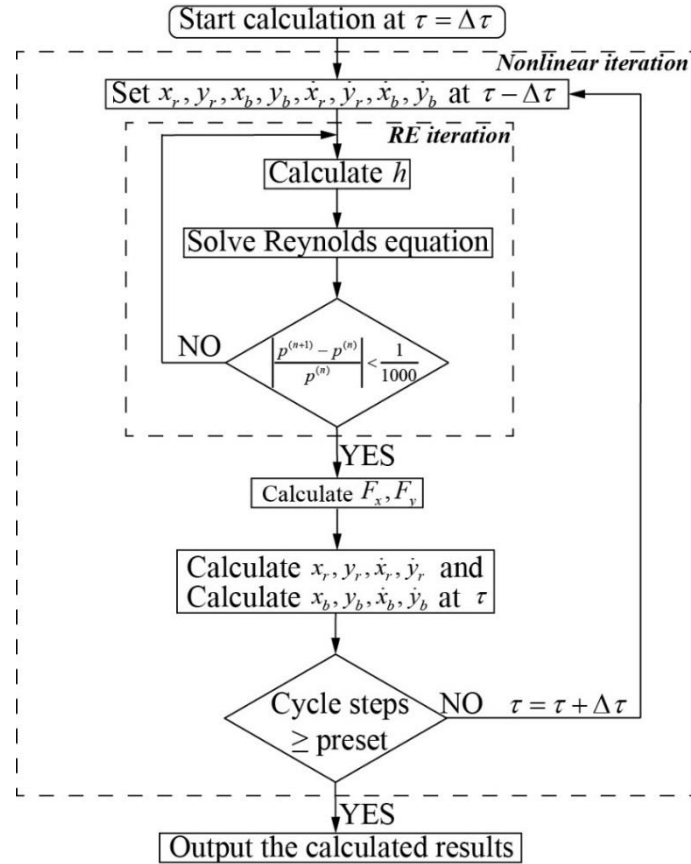 Start calculation at τ = Δτ
Nonlinear iteration
Set x_r, y_r, x_b, y_b, ẋ_r, ẏ_r, ẋ_b, ẏ_b at τ − Δτ
RE iteration
Calculate h
Solve Reynolds equation
NO
|(p^(n+1) − p^(n)) / p^(n)| < 1/1000
YES
Calculate F_x, F_y
Calculate x_r, y_r, ẋ_r, ẏ_r and
Calculate x_b, y_b, ẋ_b, ẏ_b at τ
Cycle steps
≥ preset
NO
τ = τ + Δτ
YES
Output the calculated results